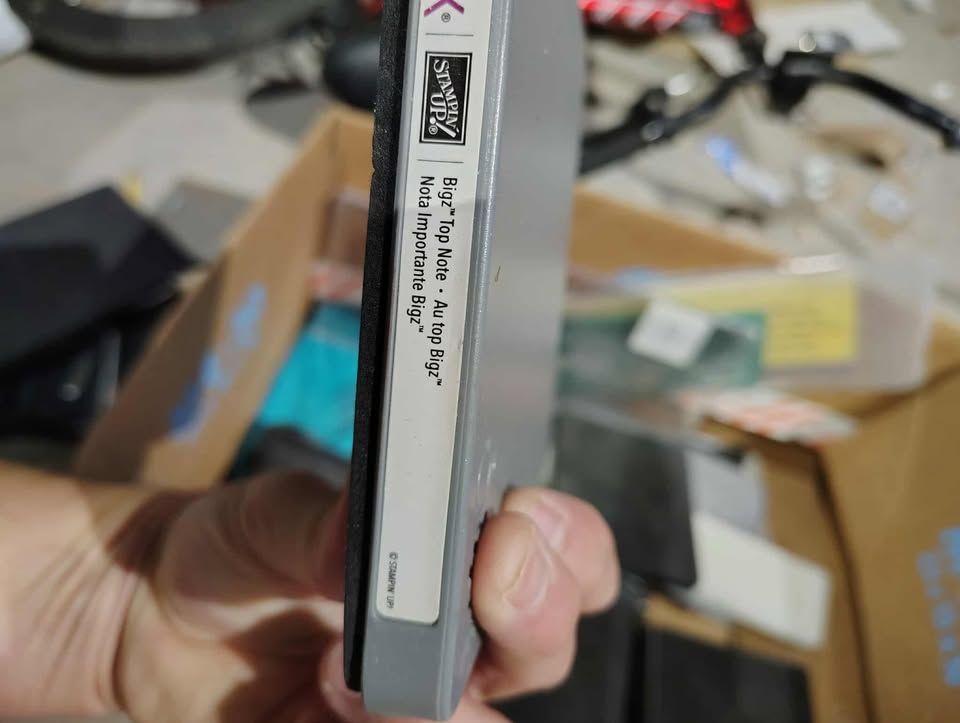 STAMPIN'
UP!®
Bigz™ Top Note • Au top Bigz™
Nota Importante Bigz™
© STAMPIN' UP!